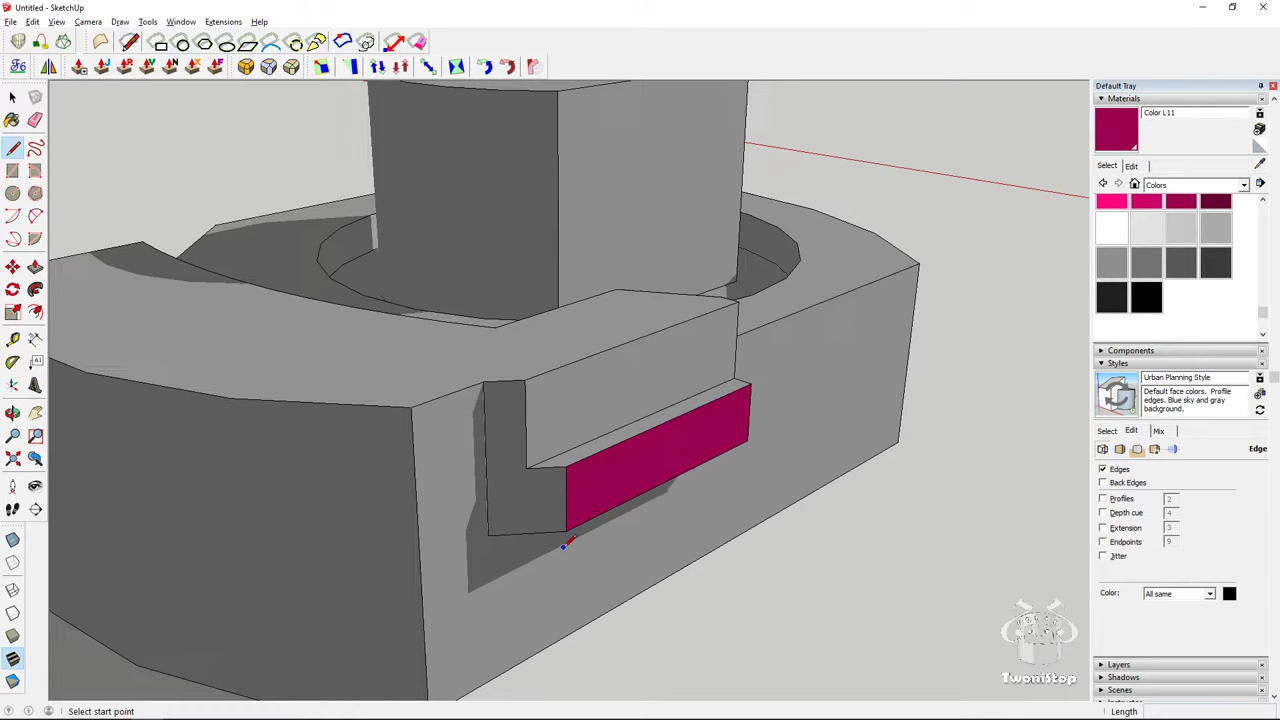 Untitled - SketchUp
File Edit View Camera Draw Tools Window Extensions Help
Default Tray
Materials
Color L11
Select Edit
Colors
Components
Styles
Urban Planning Style
Default face colors. Profile
edges. Blue sky and gray
background.
Select Edit Mix
Edge
Edges
Back Edges
Profiles 2
Depth cue 4
Extension 3
Endpoints 9
Jitter
Color: All same
TwoniStop
Layers
Shadows
Scenes
Select start point
Length